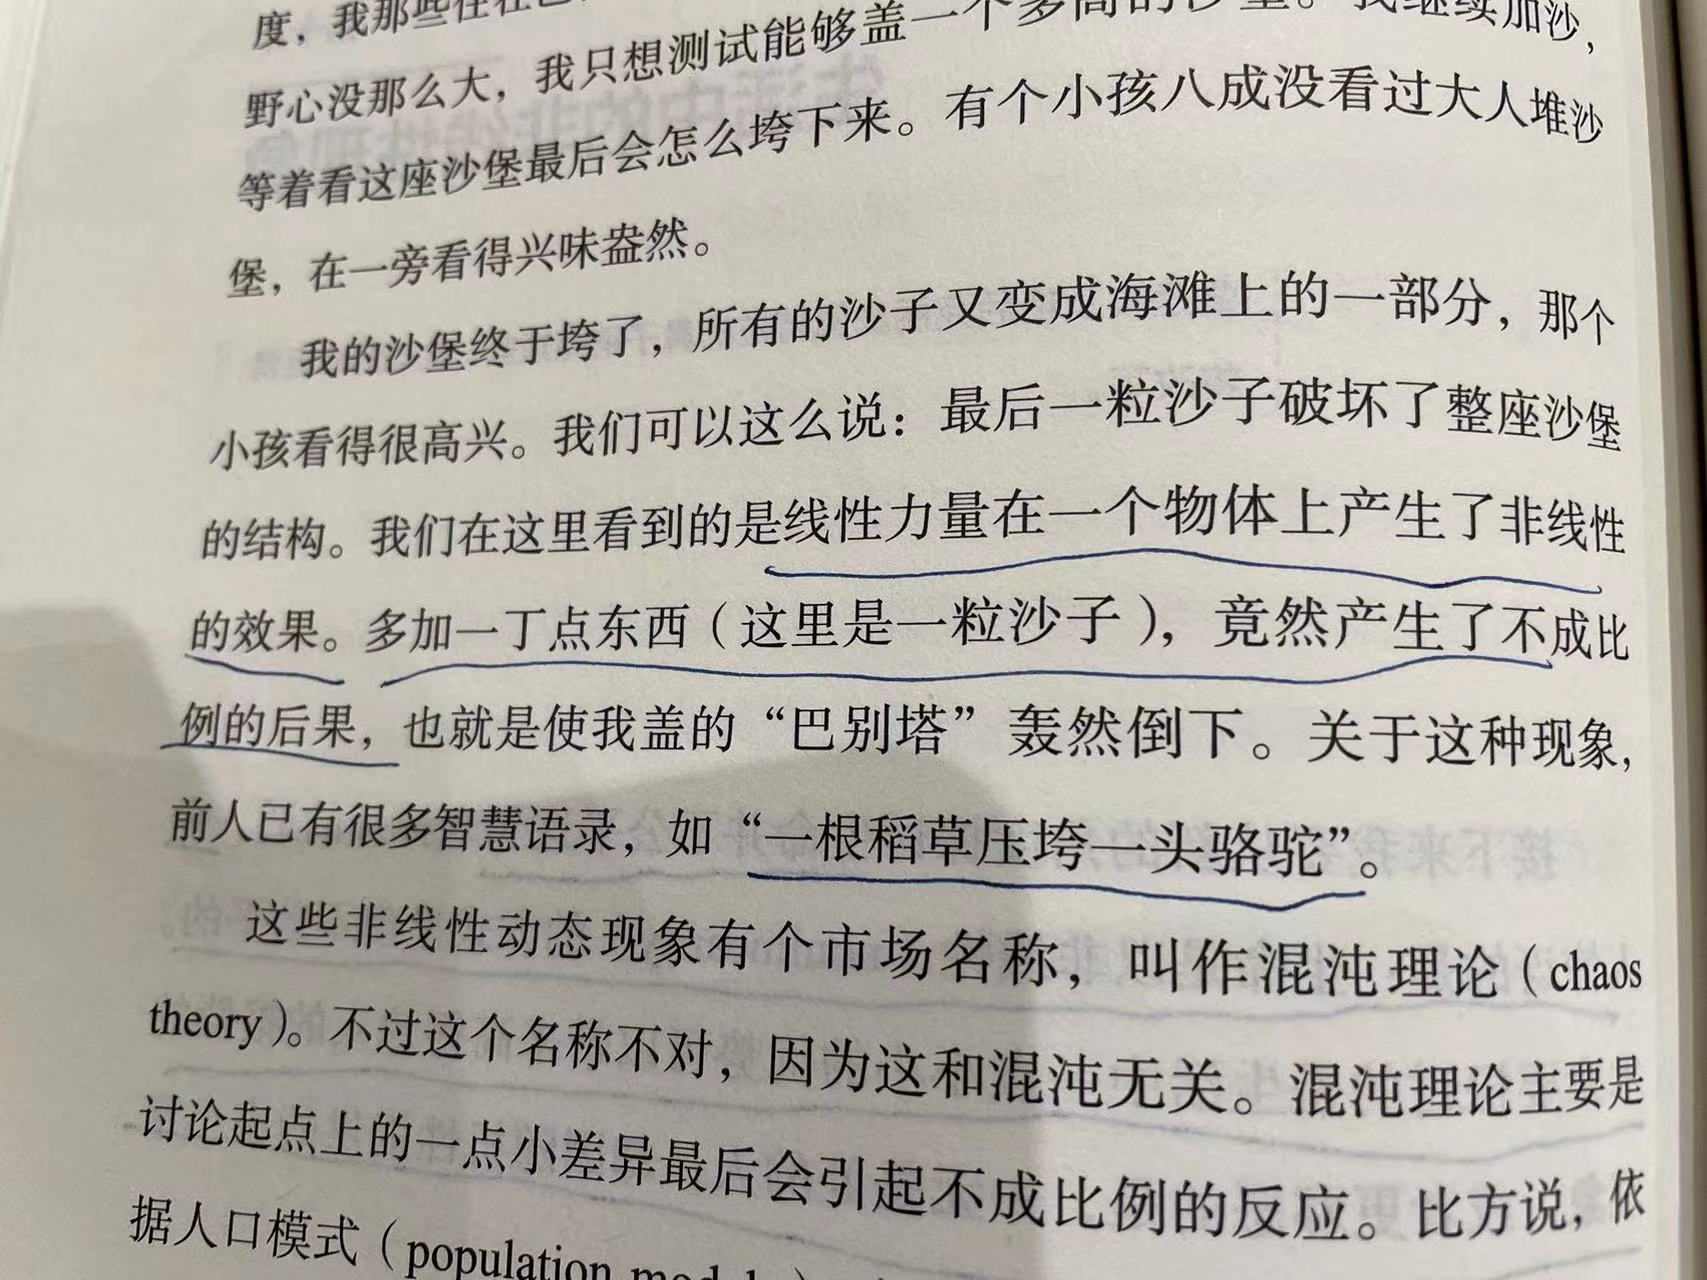 度，我那些往往
野心没那么大，我只想测试能够盖一个多高的沙堡。我继续加沙，
等着看这座沙堡最后会怎么垮下来。有个小孩八成没看过大人堆沙
堡，在一旁看得兴味盎然。
我的沙堡终于垮了，所有的沙子又变成海滩上的一部分，那个
小孩看得很高兴。我们可以这么说：最后一粒沙子破坏了整座沙堡
的结构。我们在这里看到的是线性力量在一个物体上产生了非线性
的效果。多加一丁点东西（这里是一粒沙子），竟然产生了不成比
例的后果，也就是使我盖的“巴别塔”轰然倒下。关于这种现象，
前人已有很多智慧语录，如“一根稻草压垮一头骆驼”。
这些非线性动态现象有个市场名称，叫作混沌理论（chaos
theory）。不过这个名称不对，因为这和混沌无关。混沌理论主要是
讨论起点上的一点小差异最后会引起不成比例的反应。比方说，依
据人口模式（population